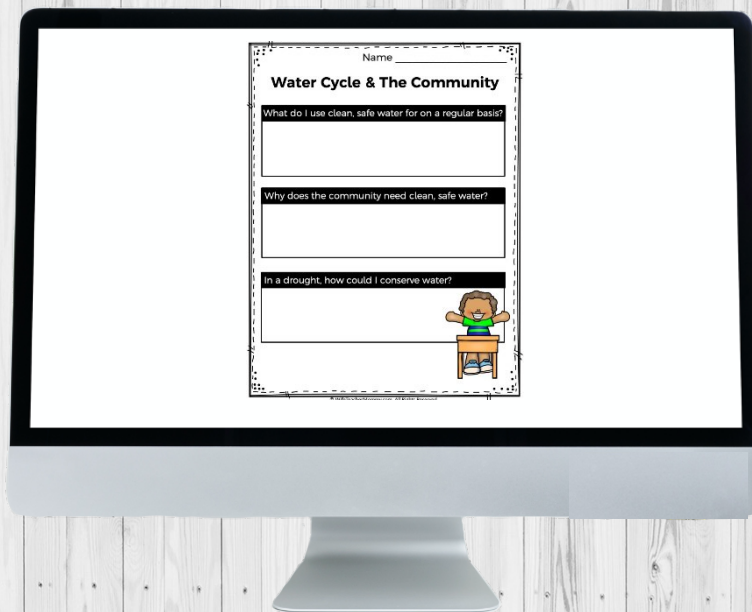 Name
Water Cycle & The Community
What do I use clean, safe water for on a regular basis?
Why does the community need clean, safe water?
In a drought, how could I conserve water?